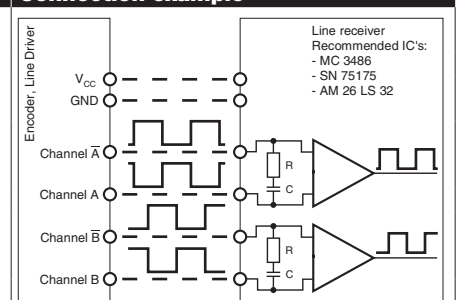 Connection example
Line receiver
Recommended IC's:
- MC 3486
- SN 75175
- AM 26 LS 32
Encoder, Line Driver
VCC
GND
Channel A̅
Channel A
Channel B̅
Channel B
R
C
R
C